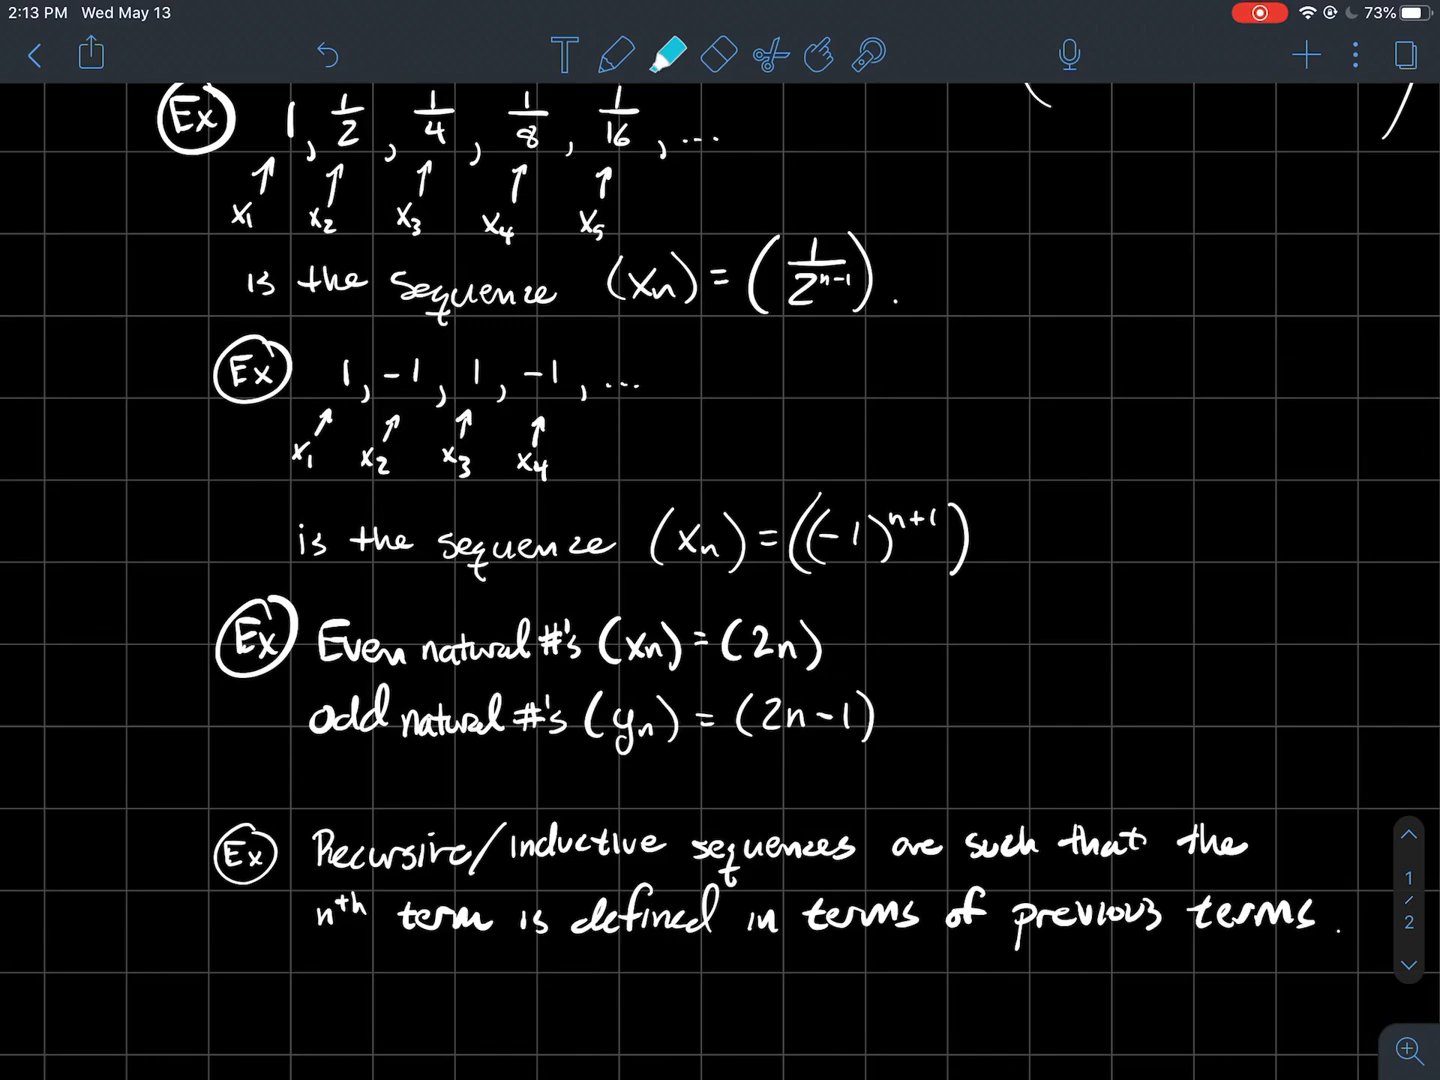 2:13 PM Wed May 13
73%
Ex 1, 1/2, 1/4, 1/8, 1/16, ...
x₁ x₂ x₃ x₄ x₅
is the sequence (xₙ) = (1/2ⁿ⁻¹).
Ex 1, -1, 1, -1, ...
x₁ x₂ x₃ x₄
is the sequence (xₙ) = ((-1)ⁿ⁺¹)
Ex Even natural #'s (xₙ) = (2n)
odd natural #'s (yₙ) = (2n-1)
Ex Recursive/inductive sequences are such that the
nᵗʰ term is defined in terms of previous terms.
1
/
2